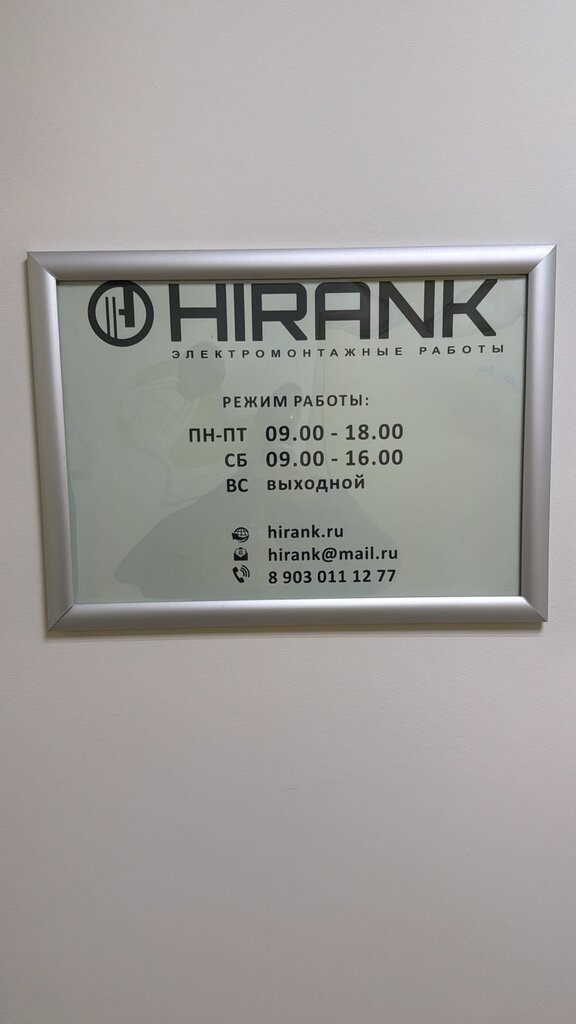 HIRANK
ЭЛЕКТРОМОНТАЖНЫЕ РАБОТЫ
РЕЖИМ РАБОТЫ:
ПН-ПТ 09.00 - 18.00
СБ 09.00 - 16.00
ВС выходной
hirank.ru
hirank@mail.ru
8 903 011 12 77